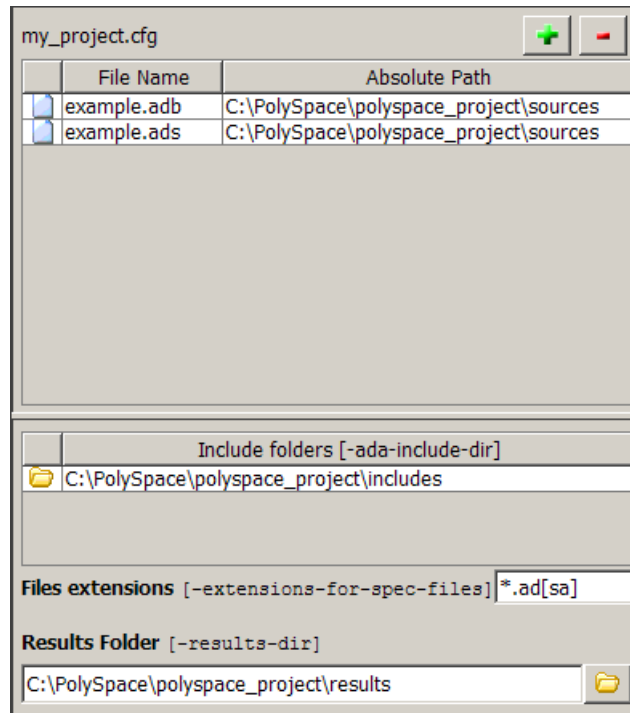 my_project.cfg
File Name Absolute Path
example.adb C:\PolySpace\polyspace_project\sources
example.ads C:\PolySpace\polyspace_project\sources
Include folders [-ada-include-dir]
C:\PolySpace\polyspace_project\includes
Files extensions [-extensions-for-spec-files] *.ad[sa]
Results Folder [-results-dir]
C:\PolySpace\polyspace_project\results